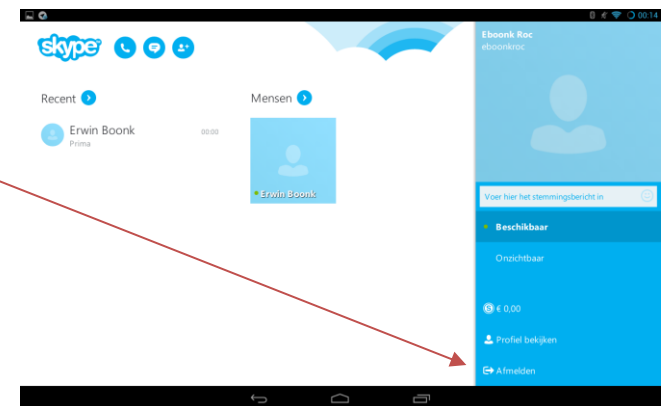 00:14
skype
Recent
Erwin Boonk
00:00
Prima
Mensen
Erwin Boonk
Eboonk Roc
eboonkroc
Voer hier het stemmingsbericht in
Beschikbaar
Onzichtbaar
€ 0,00
Profiel bekijken
Afmelden